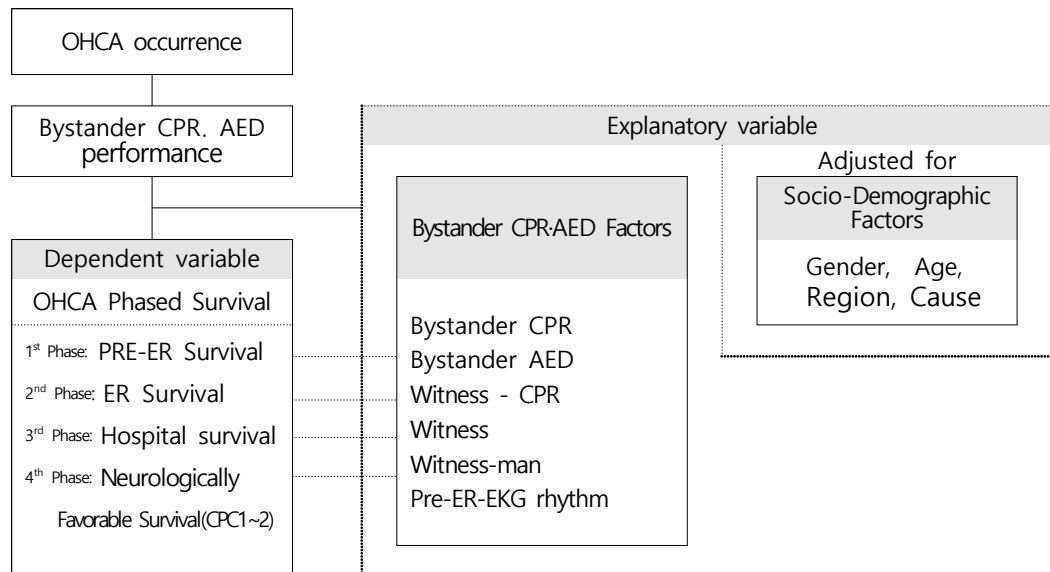 OHCA occurrence
Bystander CPR. AED
performance
Dependent variable
OHCA Phased Survival
1st Phase: PRE-ER Survival
2nd Phase: ER Survival
3rd Phase: Hospital survival
4th Phase: Neurologically
Favorable Survival(CPC1~2)
Explanatory variable
Bystander CPR·AED Factors
Bystander CPR
Bystander AED
Witness - CPR
Witness
Witness-man
Pre-ER-EKG rhythm
Adjusted for
Socio-Demographic
Factors
Gender, Age,
Region, Cause